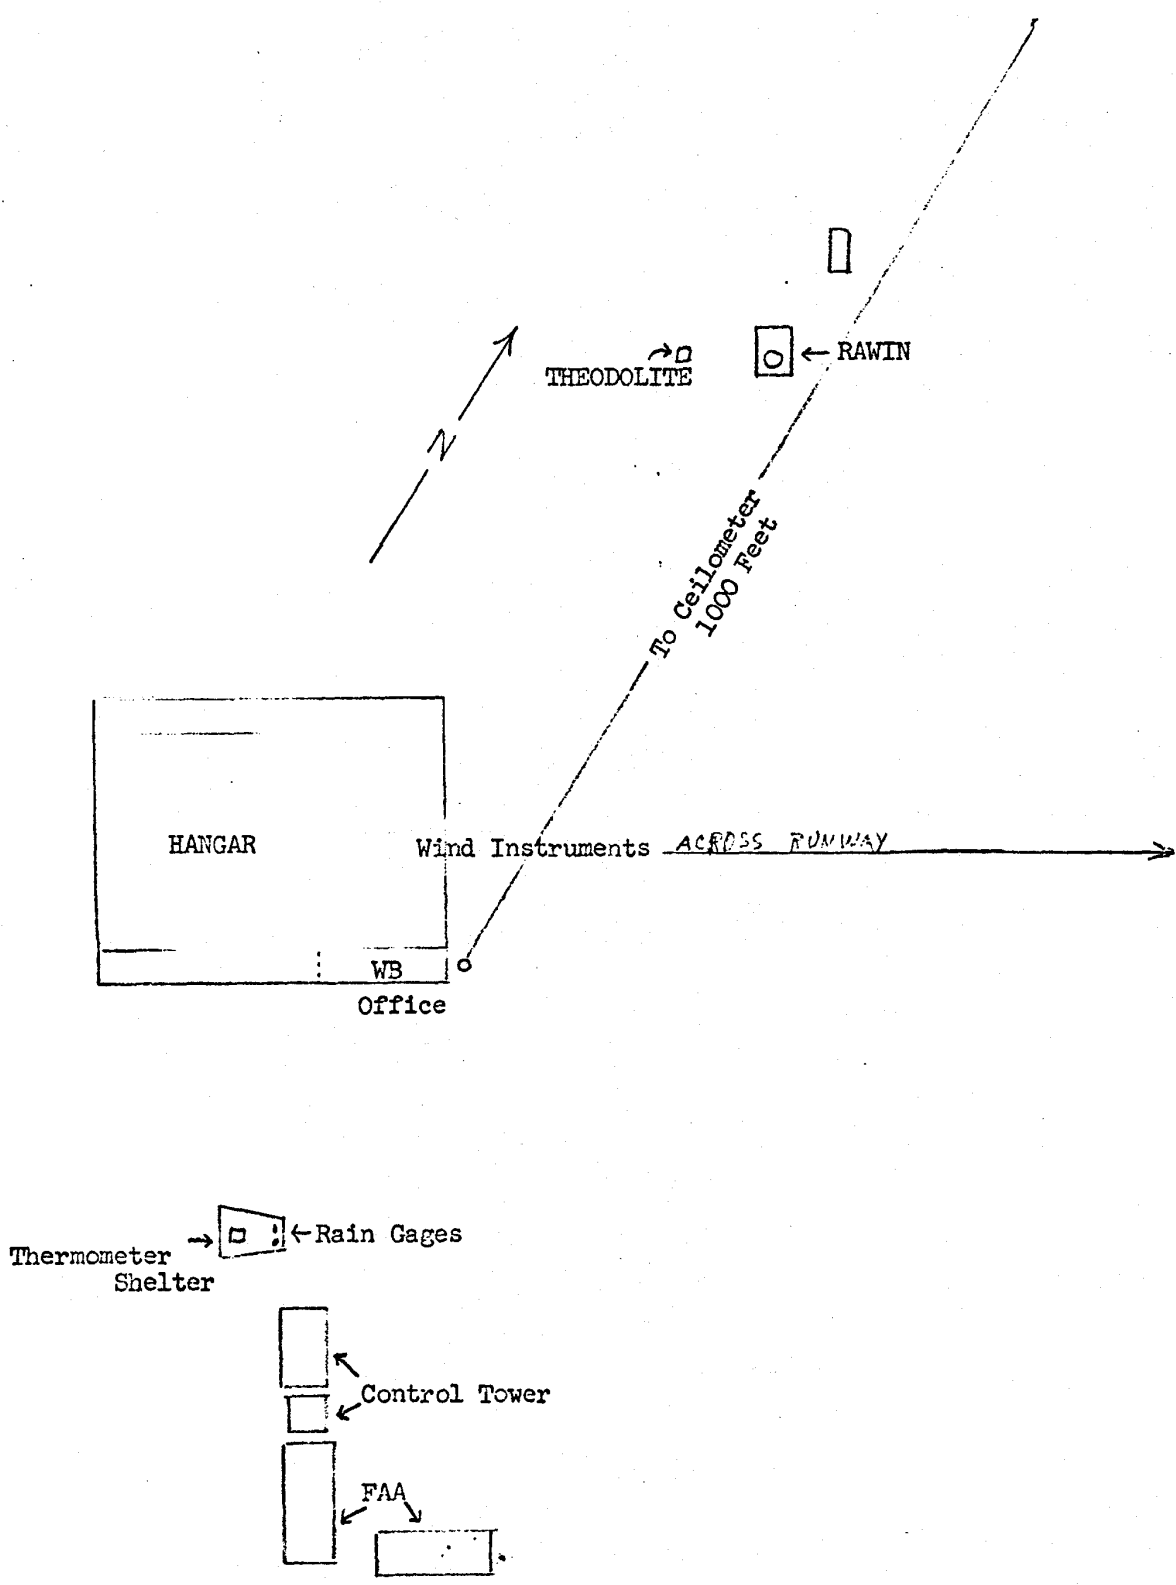 RAWIN
THEODOLITE
N
To Ceilometer
1000 Feet
HANGAR
Wind Instruments ACROSS RUNWAY
WB
Office
Rain Gages
Thermometer
Shelter
Control Tower
FAA